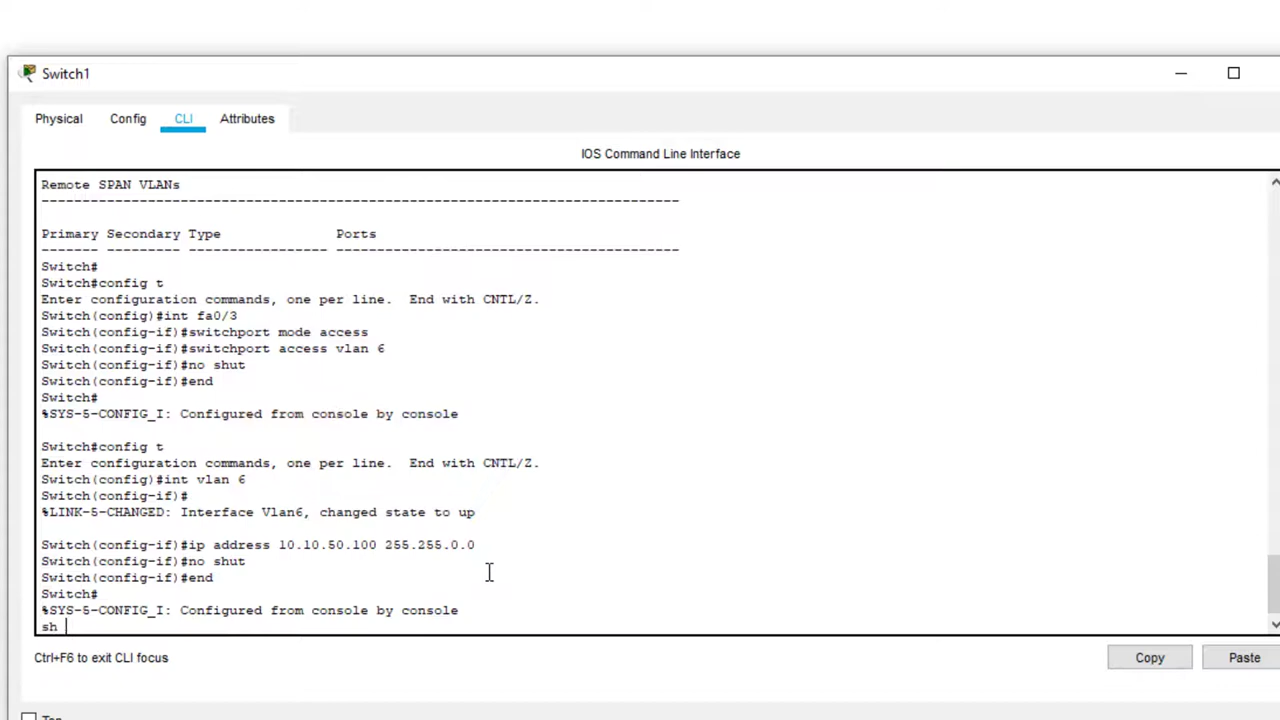 Switch1
Physical Config CLI Attributes
IOS Command Line Interface
Remote SPAN VLANs
------------------------------------------------------------------------------
Primary Secondary Type              Ports
------- --------- ----------------- ------------------------------------------
Switch#
Switch#config t
Enter configuration commands, one per line.  End with CNTL/Z.
Switch(config)#int fa0/3
Switch(config-if)#switchport mode access
Switch(config-if)#switchport access vlan 6
Switch(config-if)#no shut
Switch(config-if)#end
Switch#
%SYS-5-CONFIG_I: Configured from console by console
Switch#config t
Enter configuration commands, one per line.  End with CNTL/Z.
Switch(config)#int vlan 6
Switch(config-if)#
%LINK-5-CHANGED: Interface Vlan6, changed state to up
Switch(config-if)#ip address 10.10.50.100 255.255.0.0
Switch(config-if)#no shut
Switch(config-if)#end
Switch#
%SYS-5-CONFIG_I: Configured from console by console
sh
Ctrl+F6 to exit CLI focus
Copy Paste